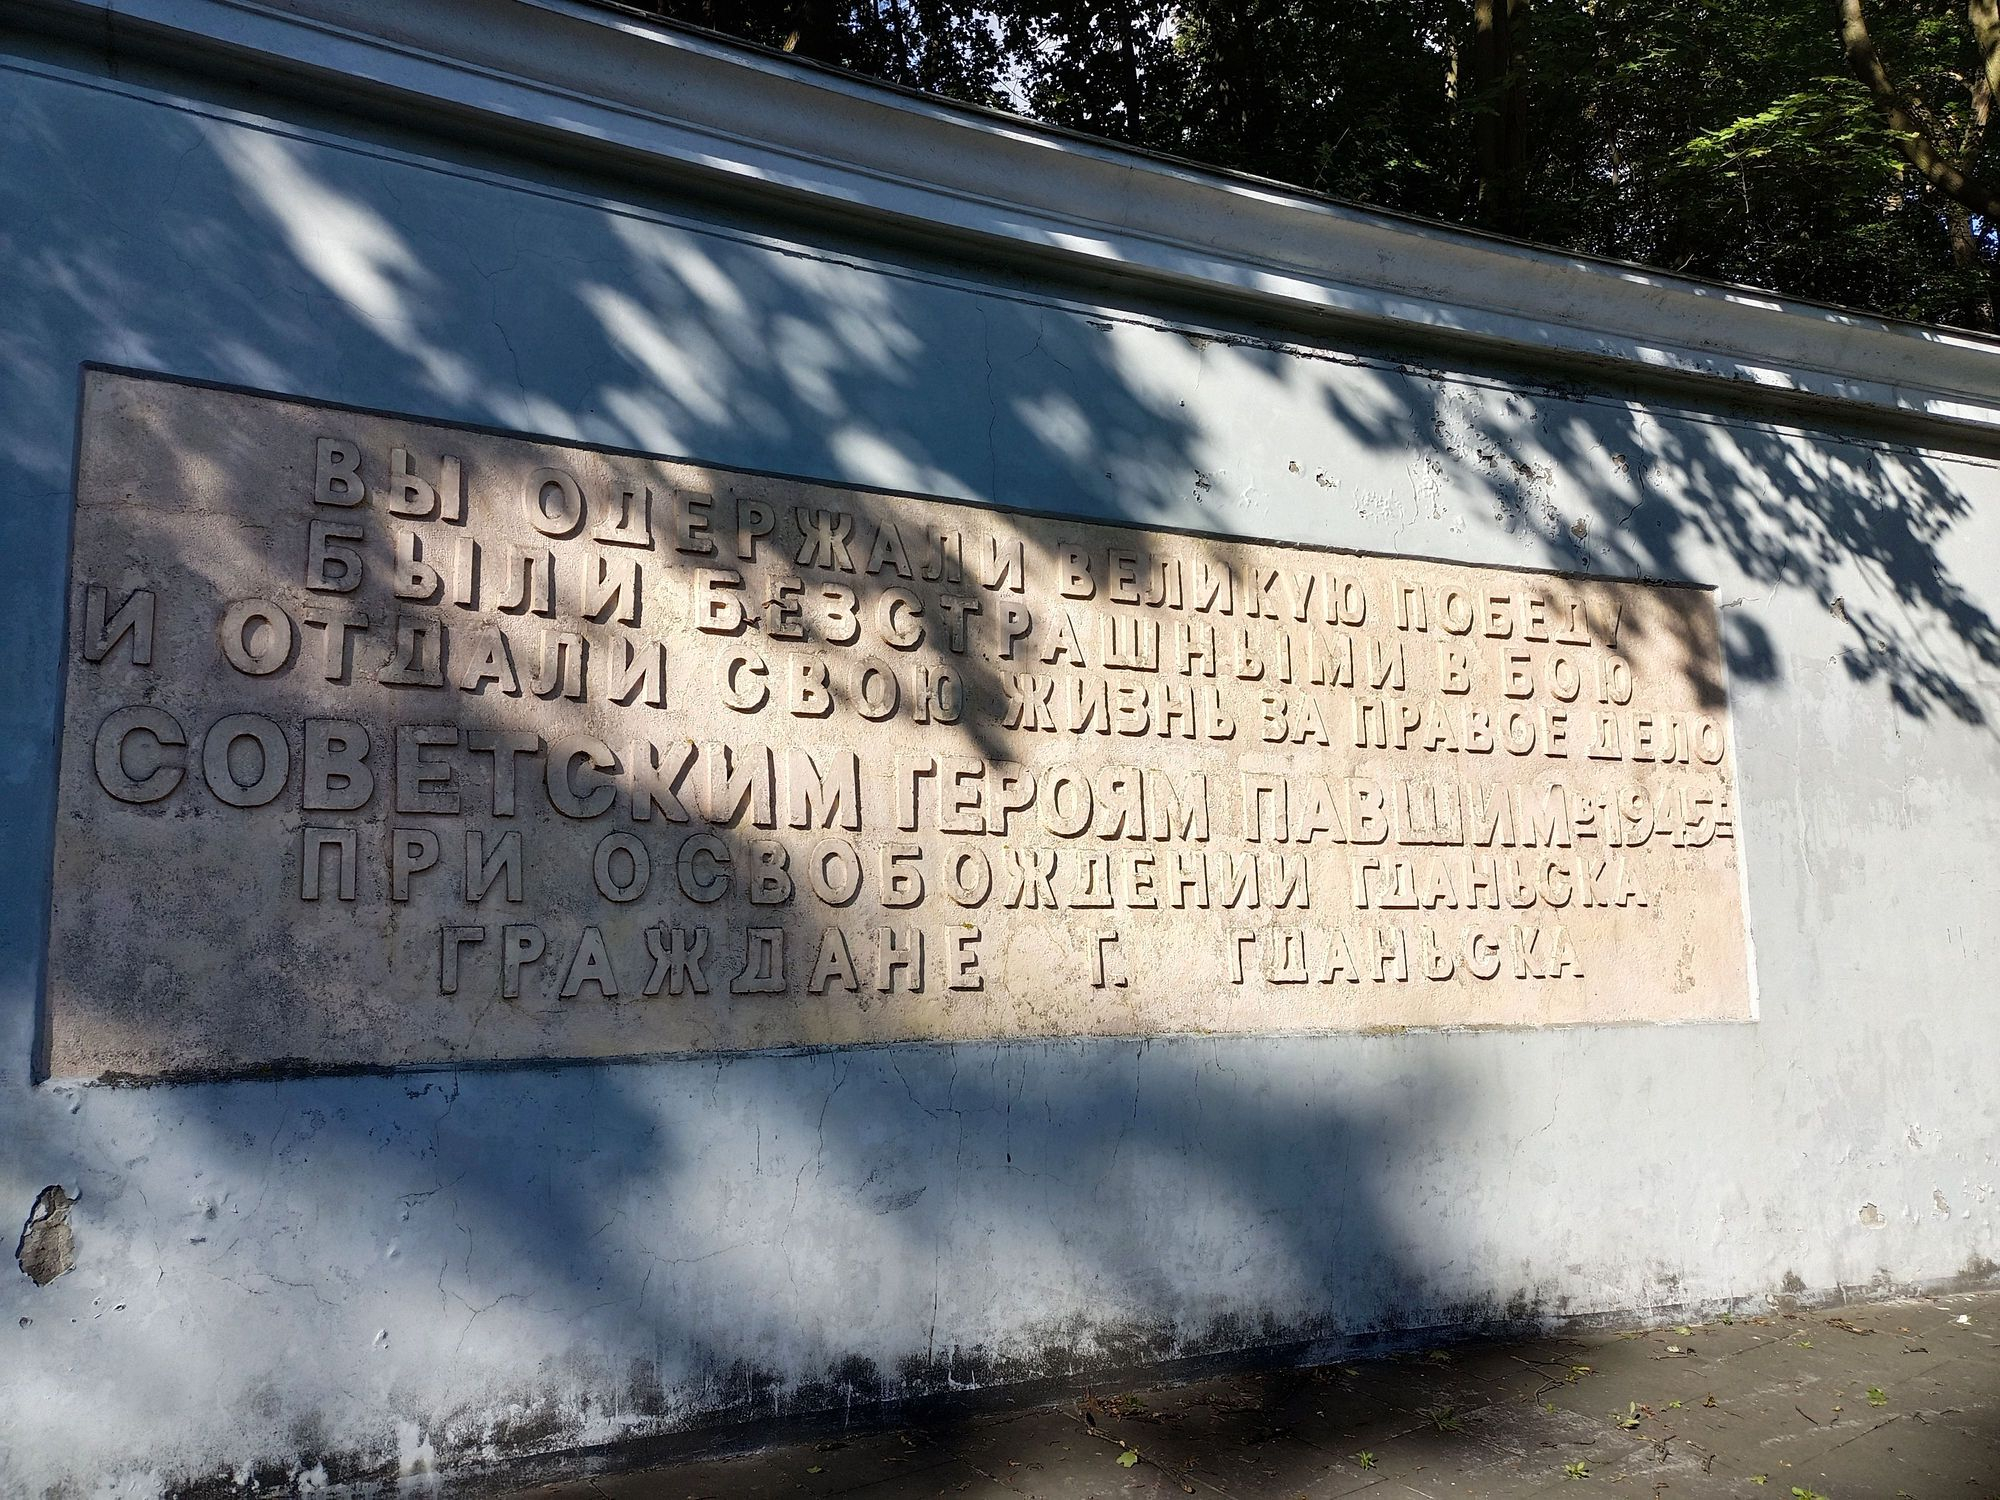 ВЫ ОДЕРЖАЛИ ВЕЛИКУЮ ПОБЕДУ
БЫЛИ БЕЗСТРАШНЫМИ В БОЮ
И ОТДАЛИ СВОЮ ЖИЗНЬ ЗА ПРАВОЕ ДЕЛО
СОВЕТСКИМ ГЕРОЯМ ПАВШИМ В 1945 Г.
ПРИ ОСВОБОЖДЕНИИ ГДАНЬСКА
ГРАЖДАНЕ Г. ГДАНЬСКА